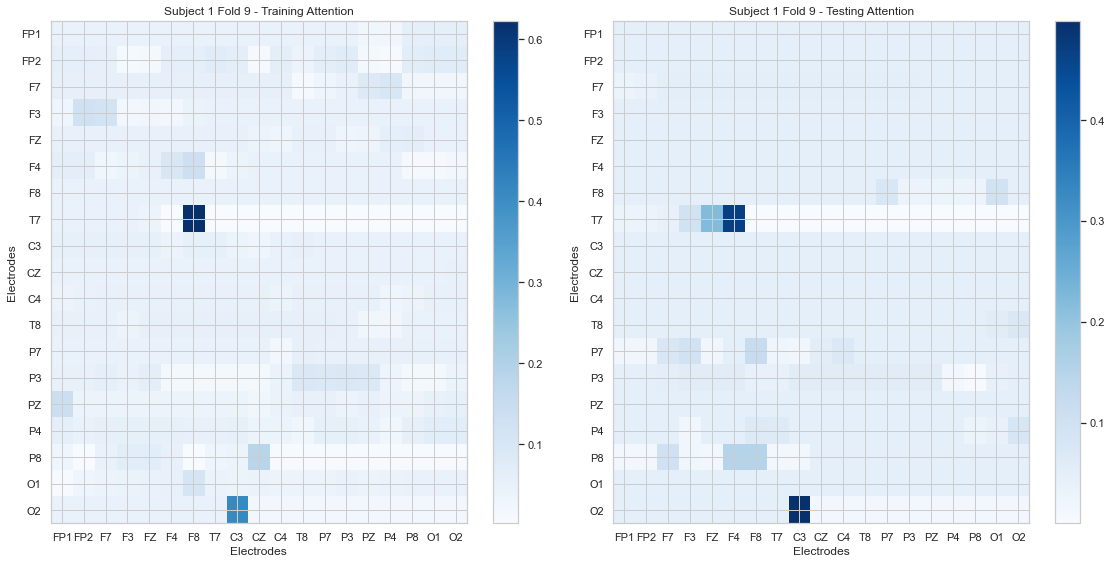 Subject 1 Fold 9 - Training Attention
FP1
FP2
F7
F3
FZ
F4
F8
T7
C3
CZ
C4
T8
P7
P3
PZ
P4
P8
O1
O2
Electrodes
FP1 FP2 F7 F3 FZ F4 F8 T7 C3 CZ C4 T8 P7 P3 PZ P4 P8 O1 O2
Electrodes
0.6
0.5
0.4
0.3
0.2
0.1
Subject 1 Fold 9 - Testing Attention
FP1
FP2
F7
F3
FZ
F4
F8
T7
C3
CZ
C4
T8
P7
P3
PZ
P4
P8
O1
O2
Electrodes
FP1 FP2 F7 F3 FZ F4 F8 T7 C3 CZ C4 T8 P7 P3 PZ P4 P8 O1 O2
Electrodes
0.4
0.3
0.2
0.1